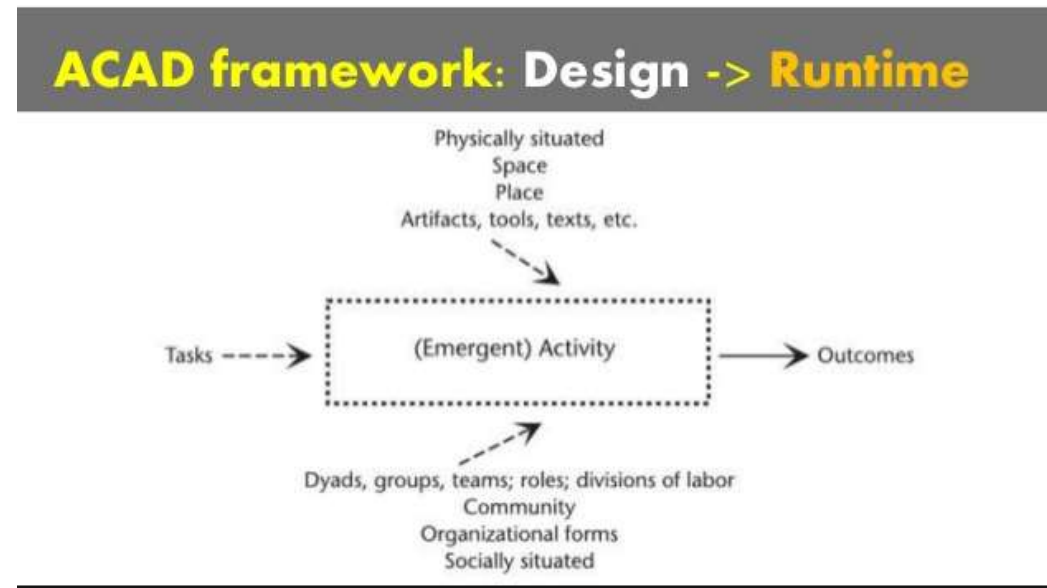 ACAD framework: Design -> Runtime
Physically situated
Space
Place
Artifacts, tools, texts, etc.
Tasks
(Emergent) Activity
Outcomes
Dyads, groups, teams; roles; divisions of labor
Community
Organizational forms
Socially situated